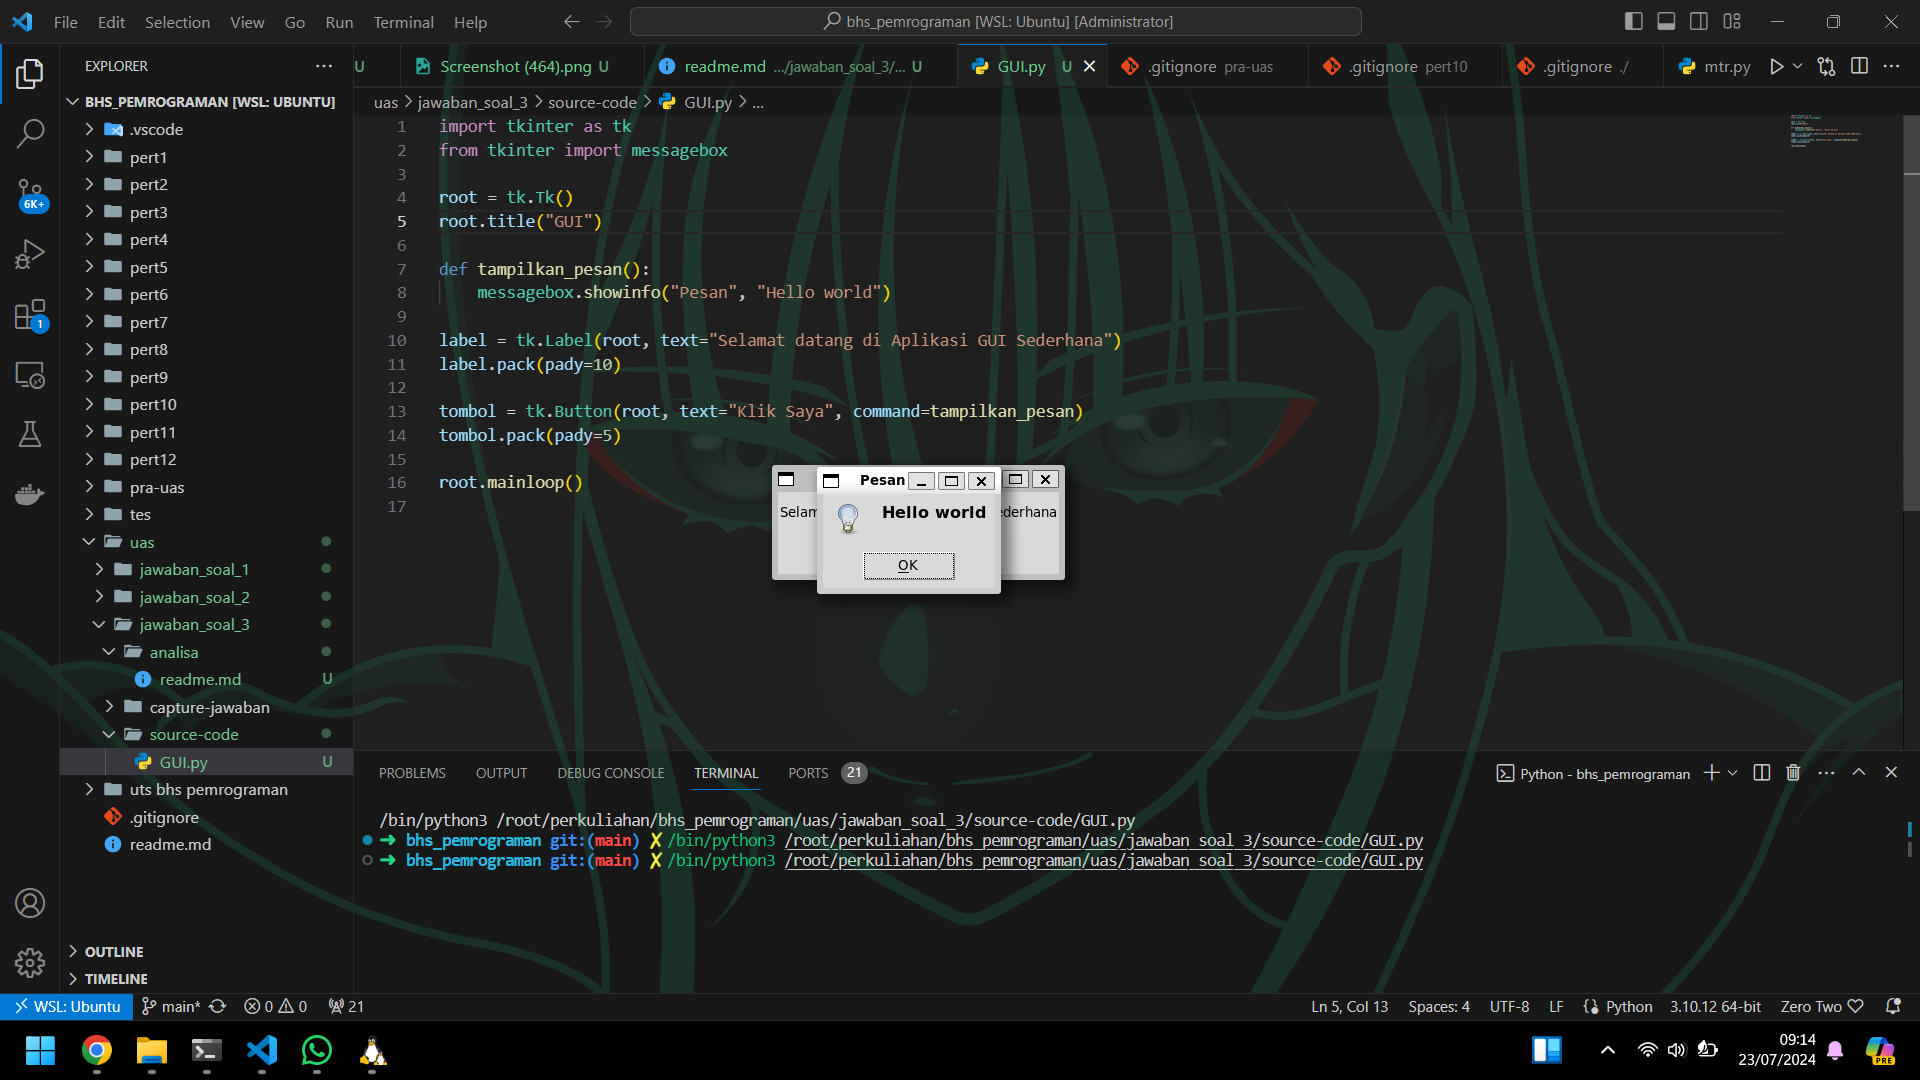 File Edit Selection View Go Run Terminal Help
bhs_pemrograman [WSL: Ubuntu] [Administrator]
EXPLORER
BHS_PEMROGRAMAN [WSL: UBUNTU]
.vscode
pert1
pert2
pert3
pert4
pert5
pert6
pert7
pert8
pert9
pert10
pert11
pert12
pra-uas
tes
uas
jawaban_soal_1
jawaban_soal_2
jawaban_soal_3
analisa
readme.md U
capture-jawaban
source-code
GUI.py U
uts bhs pemrograman
.gitignore
readme.md
OUTLINE
TIMELINE
6K+
1
U Screenshot (464).png U readme.md .../jawaban_soal_3/... U GUI.py U .gitignore pra-uas .gitignore pert10 .gitignore ./ mtr.py
uas > jawaban_soal_3 > source-code > GUI.py > ...
1 import tkinter as tk
2 from tkinter import messagebox
3
4 root = tk.Tk()
5 root.title("GUI")
6
7 def tampilkan_pesan():
8 messagebox.showinfo("Pesan", "Hello world")
9
10 label = tk.Label(root, text="Selamat datang di Aplikasi GUI Sederhana")
11 label.pack(pady=10)
12
13 tombol = tk.Button(root, text="Klik Saya", command=tampilkan_pesan)
14 tombol.pack(pady=5)
15
16 root.mainloop()
17
Pesan
Selam
Hello world
ederhana
OK
PROBLEMS OUTPUT DEBUG CONSOLE TERMINAL PORTS 21
Python - bhs_pemrograman
/bin/python3 /root/perkuliahan/bhs_pemrograman/uas/jawaban_soal_3/source-code/GUI.py
➜ bhs_pemrograman git:(main) ✗ /bin/python3 /root/perkuliahan/bhs_pemrograman/uas/jawaban_soal_3/source-code/GUI.py
➜ bhs_pemrograman git:(main) ✗ /bin/python3 /root/perkuliahan/bhs_pemrograman/uas/jawaban_soal_3/source-code/GUI.py
WSL: Ubuntu main* 0 0 21
Ln 5, Col 13 Spaces: 4 UTF-8 LF Python 3.10.12 64-bit Zero Two
09:14
23/07/2024
PRE